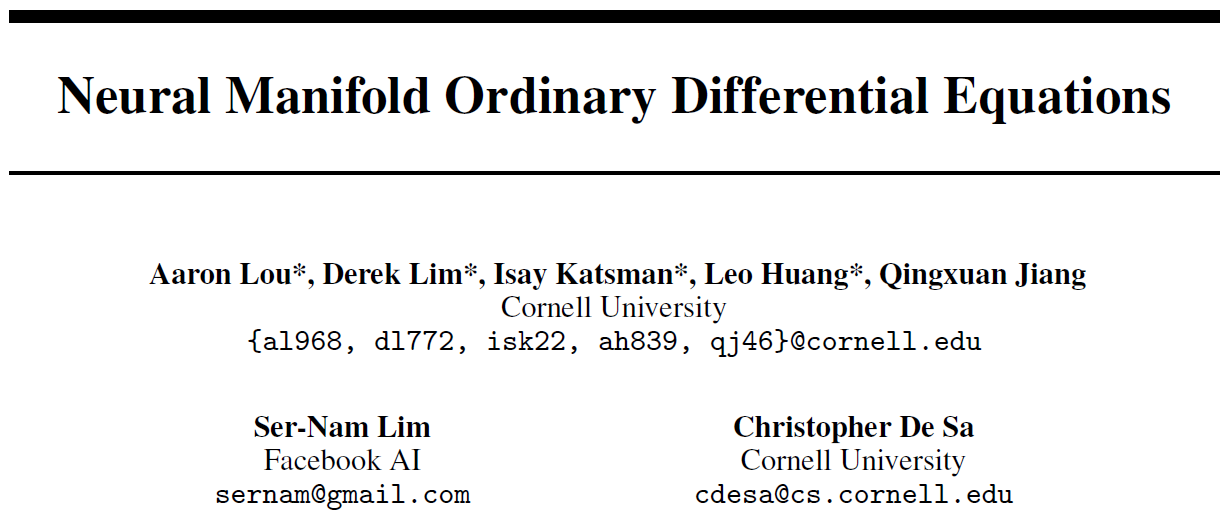 Neural Manifold Ordinary Differential Equations
Aaron Lou*, Derek Lim*, Isay Katsman*, Leo Huang*, Qingxuan Jiang
Cornell University
{al968, dl772, isk22, ah839, qj46}@cornell.edu
Ser-Nam Lim
Facebook AI
sernam@gmail.com
Christopher De Sa
Cornell University
cdesa@cs.cornell.edu